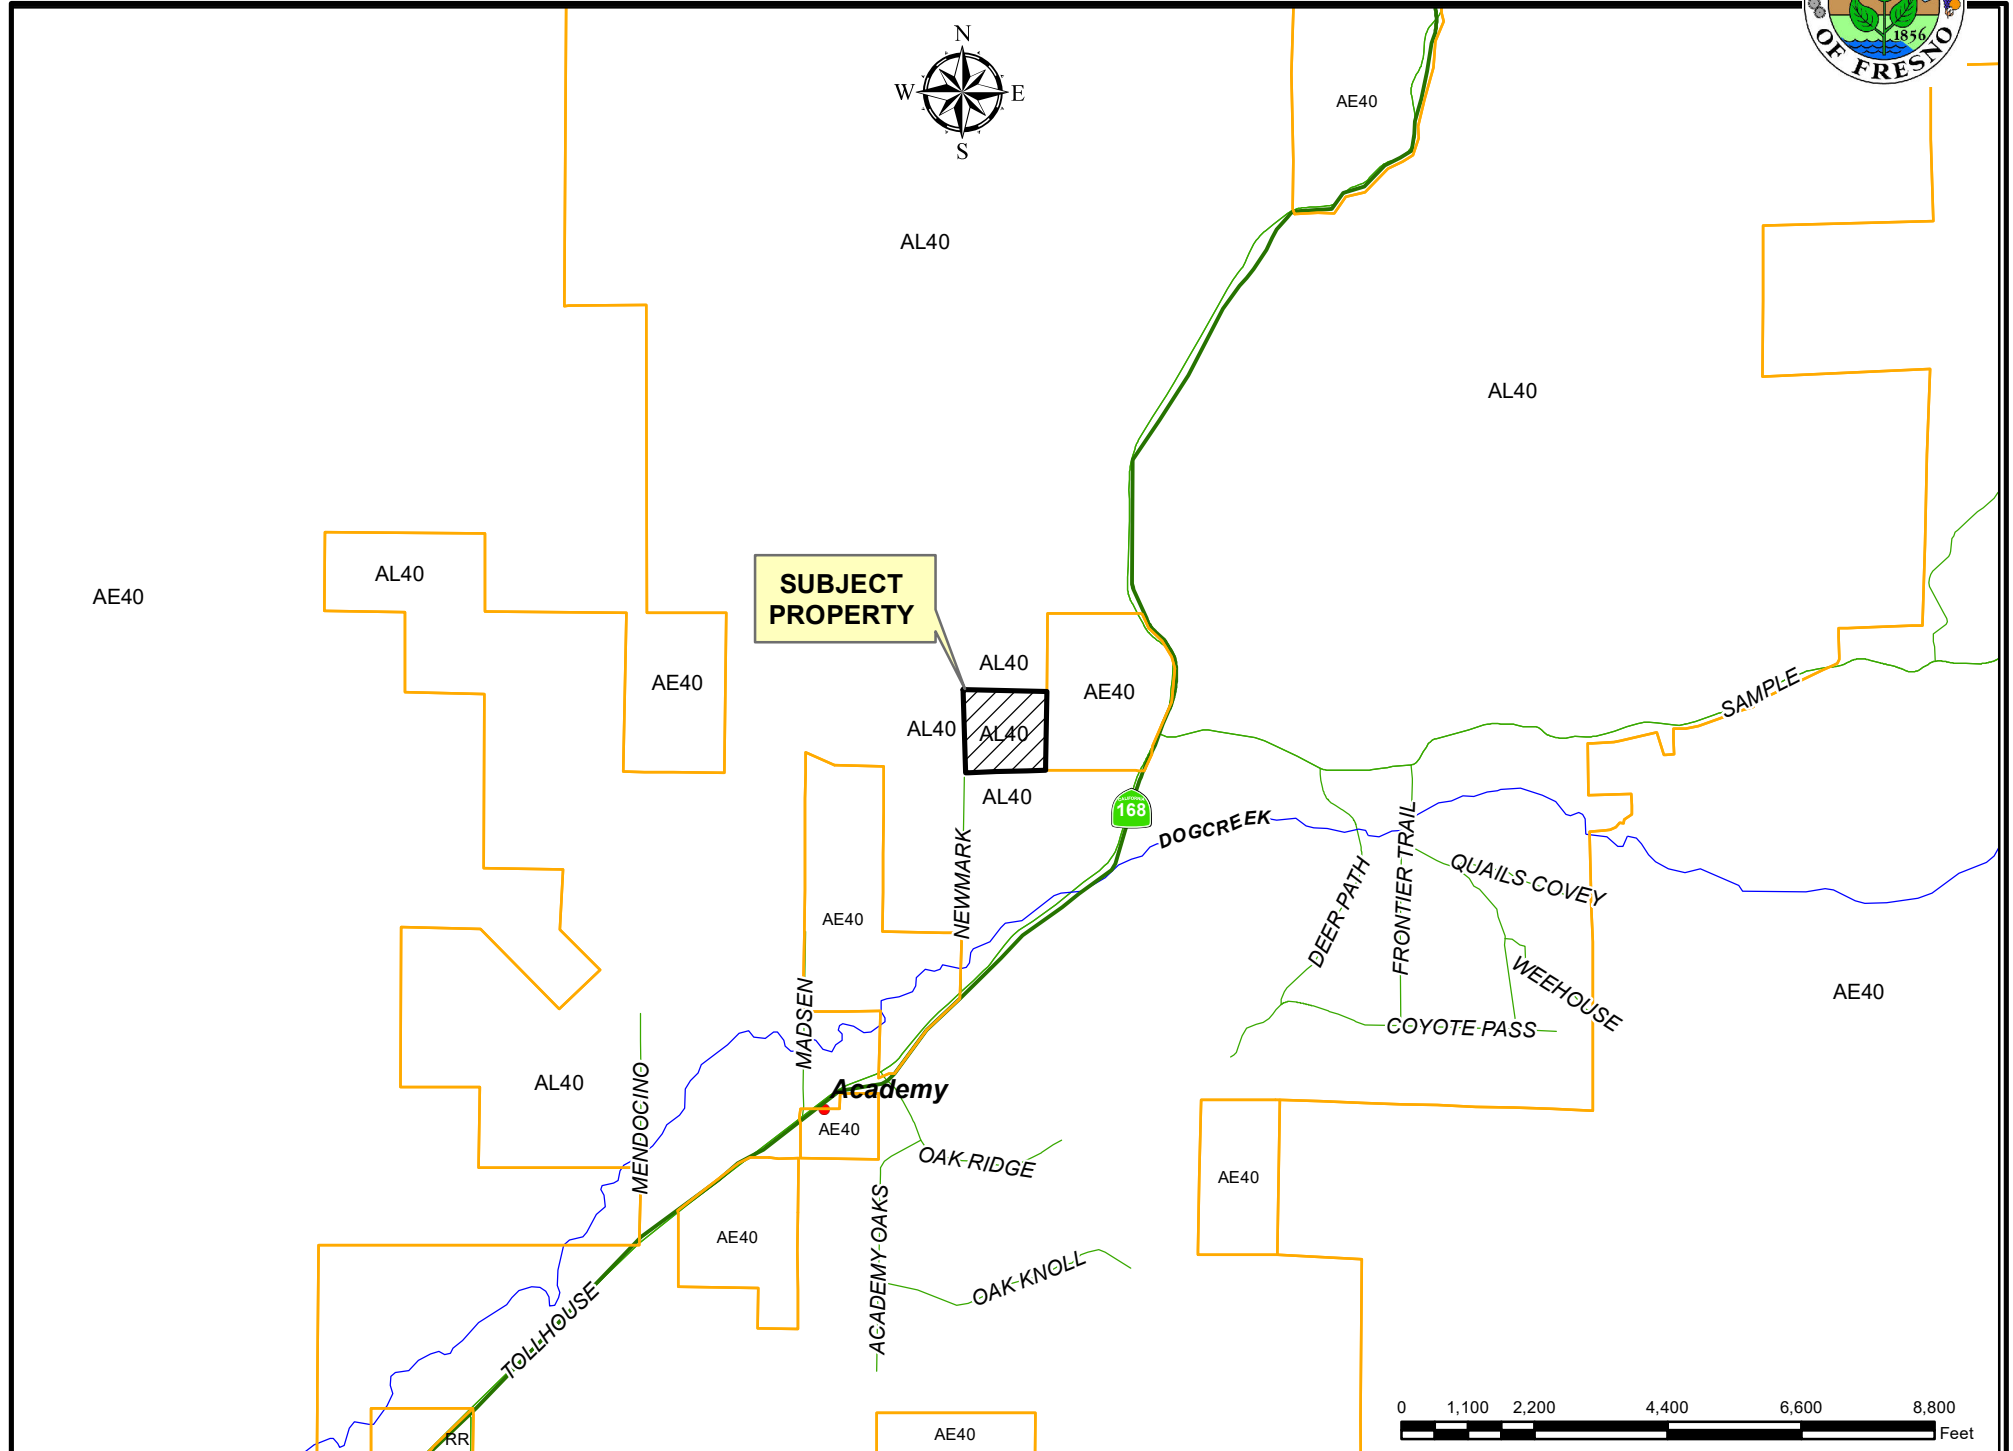 1856
OF FRESNO
N
W
E
S
AE40
AL40
AL40
AL40
AE40
SUBJECT
PROPERTY
AL40
AE40
AE40
SAMPLE
AL40
AL40
AL40
CALIFORNIA
168
DOGCREEK
NEWMARK
FRONTIER TRAIL
DEER PATH
QUAILS COVEY
AE40
WEEHOUSE
AE40
MADSEN
COYOTE PASS
AL40
MENDOCINO
Academy
AE40
OAK RIDGE
AE40
ACADEMY OAKS
AE40
OAK KNOLL
TOLLHOUSE
RR
AE40
0 1,100 2,200 4,400 6,600 8,800
Feet